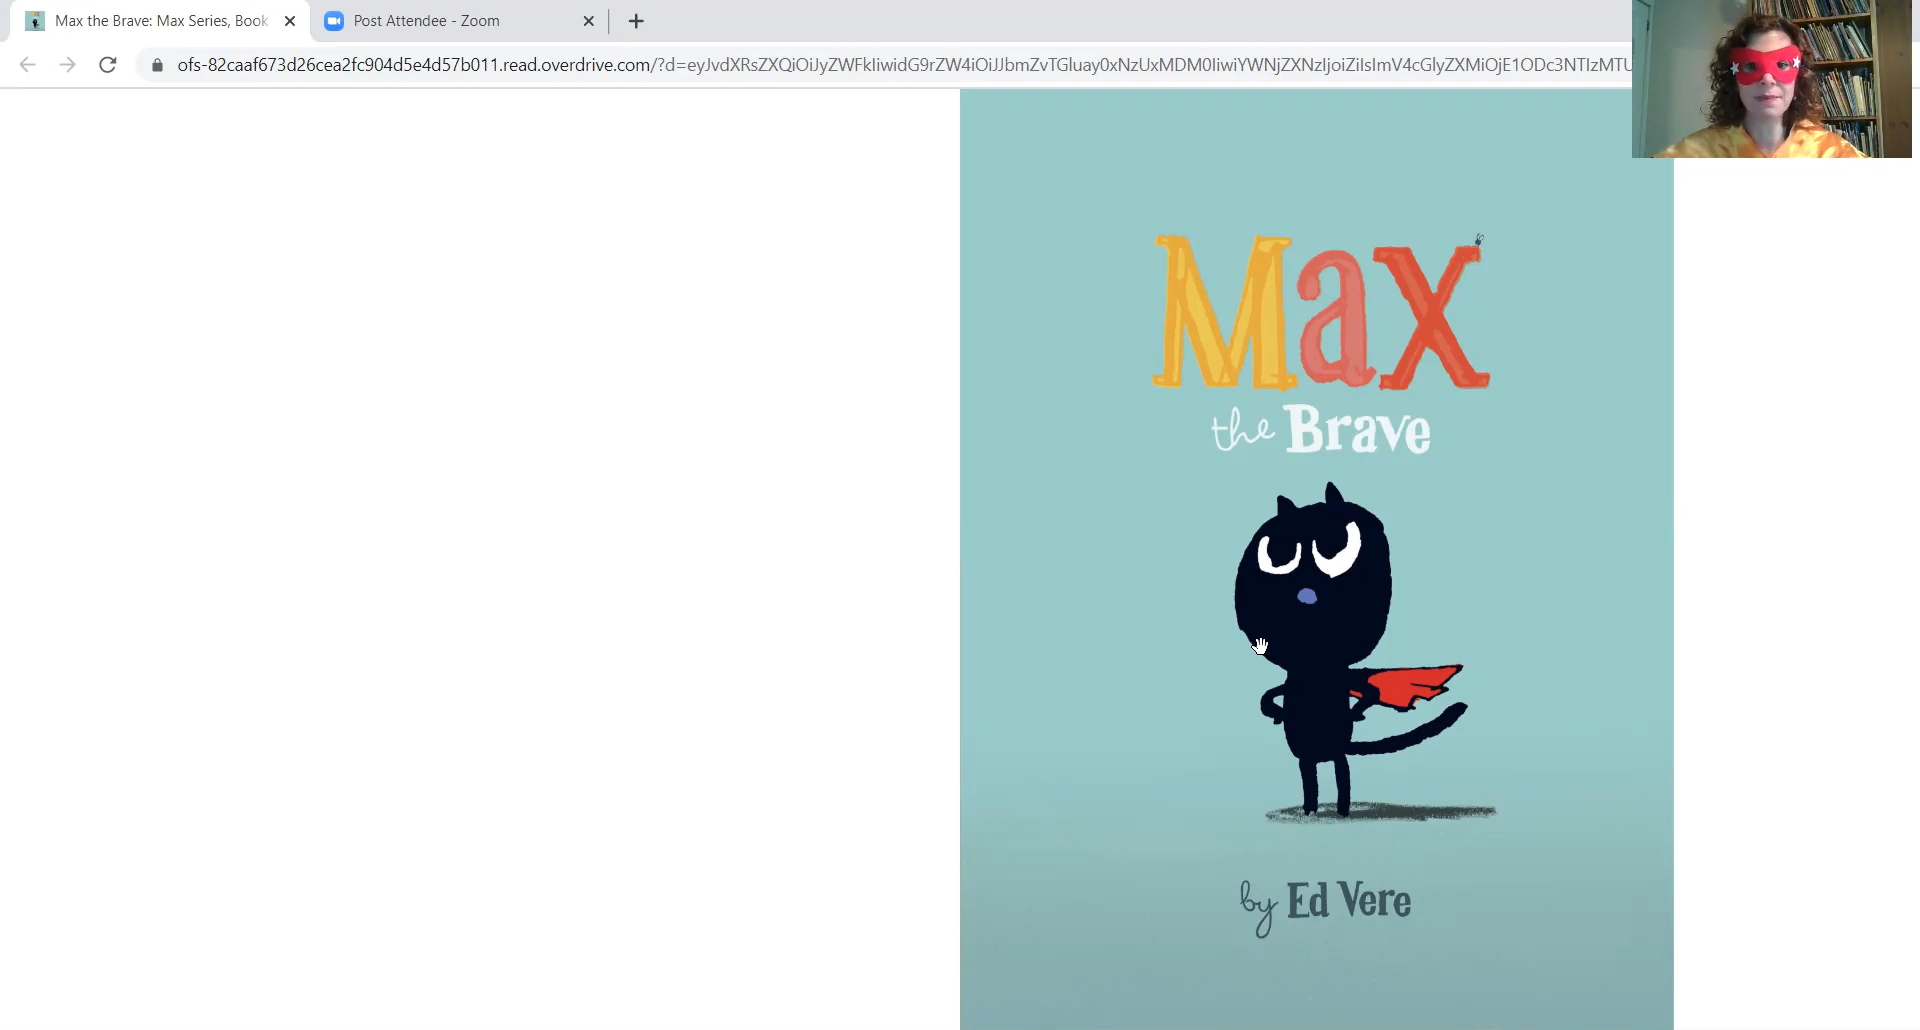 Max the Brave: Max Series, Book
Post Attendee - Zoom
ofs-82caaf673d26cea2fc904d5e4d57b011.read.overdrive.com/?d=eyJvdXRsZXQiOiJyZWFkIiwidG9rZW4iOiJJbmZvTGluay0xNzUxMDM0IiwiYWNjZXNzIjoiZiIsImV4cGlyZXMiOjE1ODc3NTIzMTU
Max
the Brave
by Ed Vere